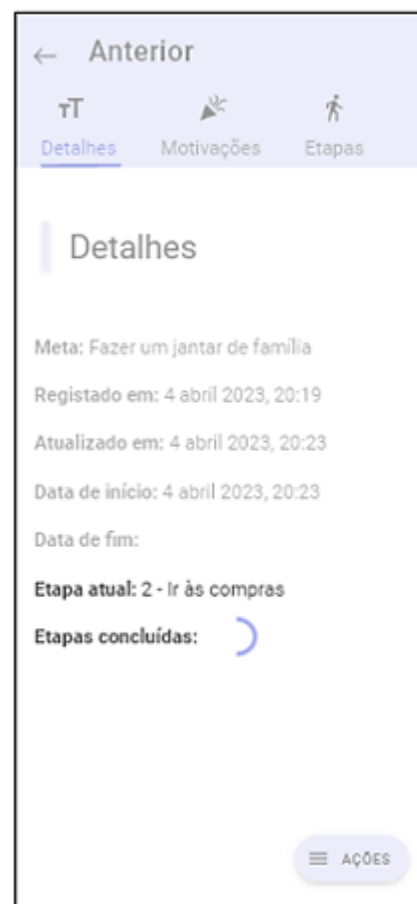 Anterior
Detalhes Motivações Etapas
Detalhes
Meta: Fazer um jantar de família
Registado em: 4 abril 2023, 20:19
Atualizado em: 4 abril 2023, 20:23
Data de início: 4 abril 2023, 20:23
Data de fim:
Etapa atual: 2 - Ir às compras
Etapas concluídas:
AÇÕES